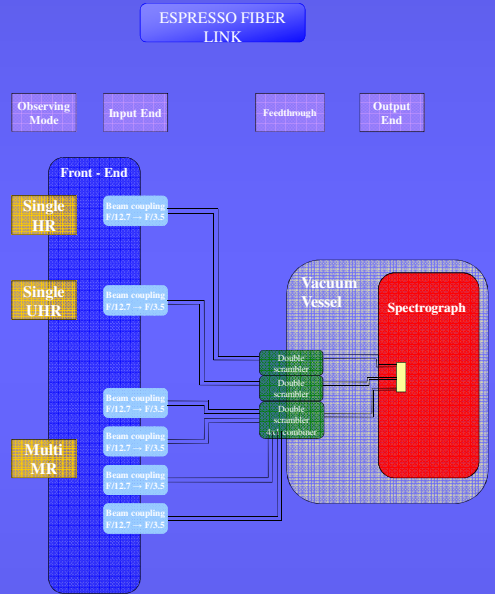 ESPRESSO FIBER
LINK
Observing
Mode
Input End
Feedthrough
Output
End
Front - End
Single
HR
Beam coupling
F/12.7 → F/3.5
Single
UHR
Beam coupling
F/12.7 → F/3.5
Vacuum
Vessel
Spectrograph
Double
scrambler
Double
scrambler
Double
scrambler
Beam coupling
F/12.7 → F/3.5
Multi
MR
Beam coupling
F/12.7 → F/3.5
Beam coupling
F/12.7 → F/3.5
Beam coupling
F/12.7 → F/3.5
combiner